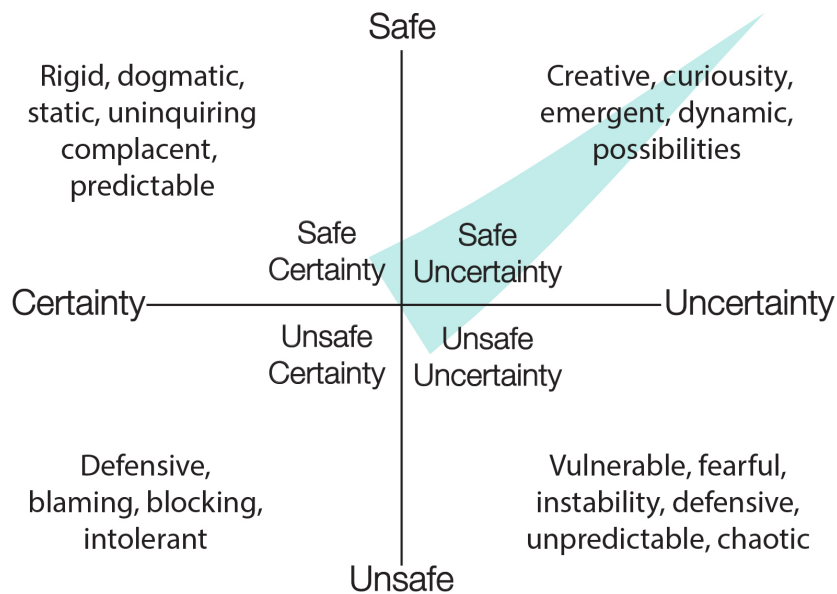 Safe
Rigid, dogmatic,
static, uninquiring
complacent,
predictable
Creative, curiousity,
emergent, dynamic,
possibilities
Safe
Certainty
Safe
Uncertainty
Certainty
Uncertainty
Unsafe
Certainty
Unsafe
Uncertainty
Defensive,
blaming, blocking,
intolerant
Vulnerable, fearful,
instability, defensive,
unpredictable, chaotic
Unsafe